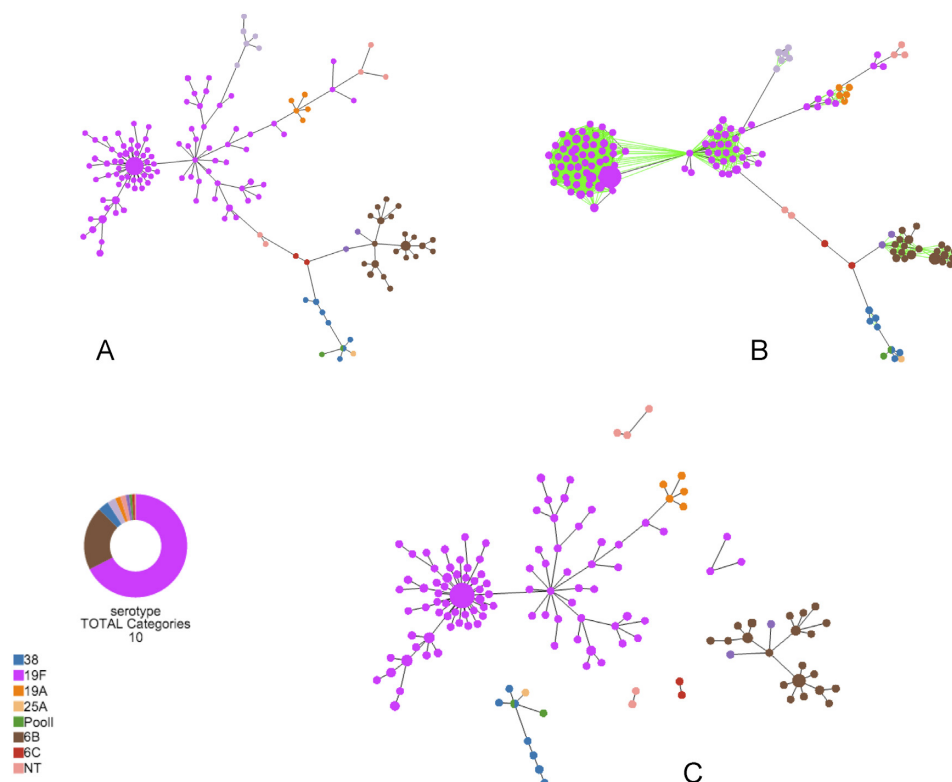 A
B
serotype
TOTAL Categories
10
38
19F
19A
25A
PoolI
6B
6C
NT
C